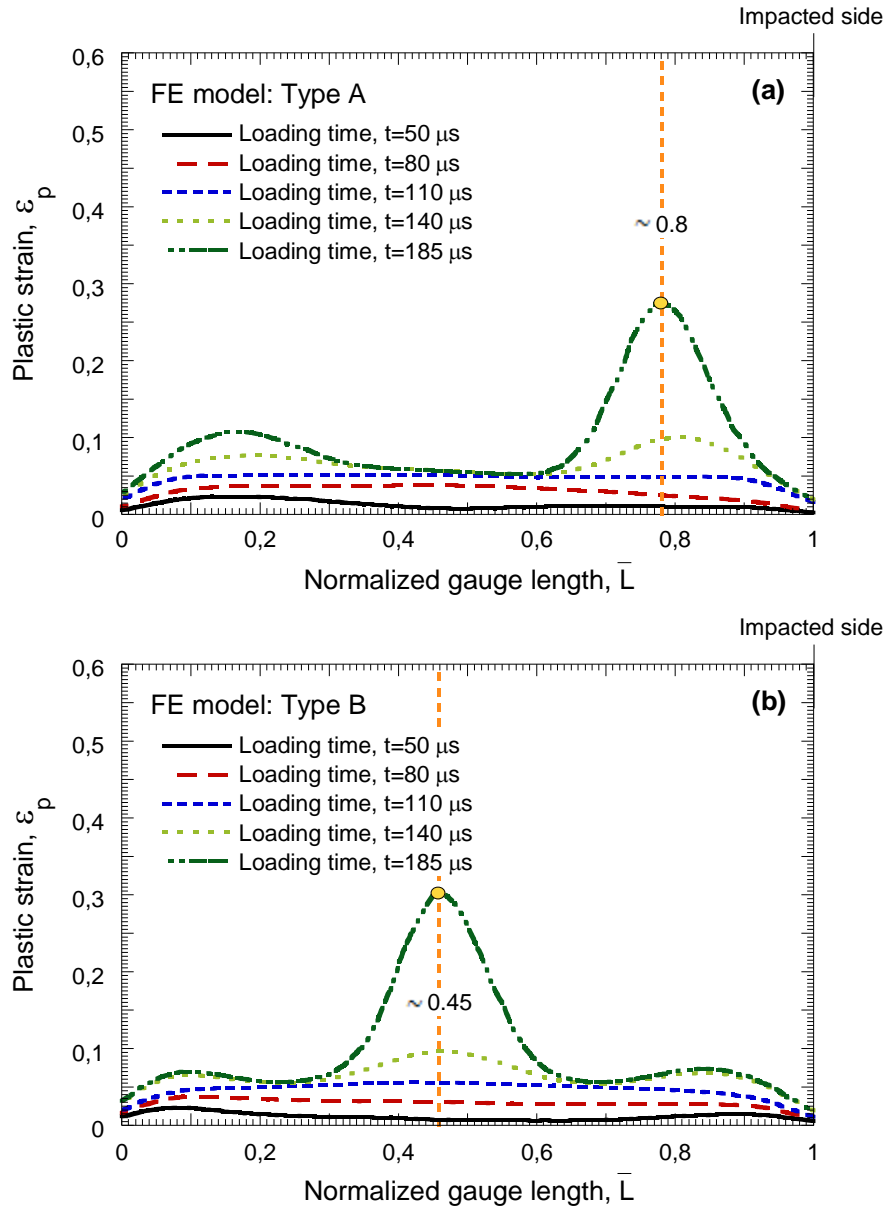 Impacted side
0,6
FE model: Type A
(a)
Loading time, t=50 μs
0,5
Loading time, t=80 μs
Loading time, t=110 μs
0,4
Loading time, t=140 μs
~ 0.8
Loading time, t=185 μs
Plastic strain, ε_p
0,3
0,2
0,1
0
0 0,2 0,4 0,6 0,8 1
Normalized gauge length, L̅
Impacted side
0,6
FE model: Type B
(b)
Loading time, t=50 μs
0,5
Loading time, t=80 μs
Loading time, t=110 μs
0,4
Loading time, t=140 μs
Loading time, t=185 μs
Plastic strain, ε_p
0,3
0,2
~ 0.45
0,1
0
0 0,2 0,4 0,6 0,8 1
Normalized gauge length, L̅